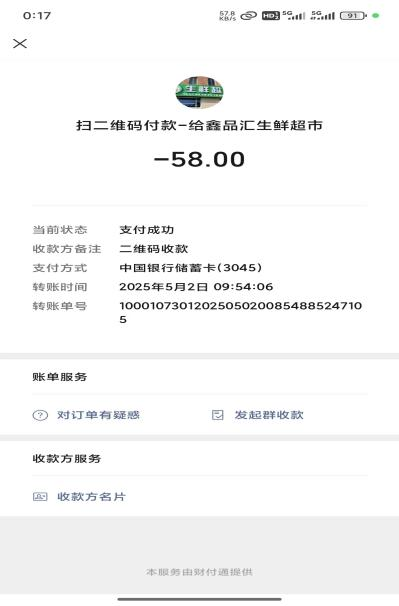 0:17
57.8 KB/s HD 5G 5G 91
生鲜超
扫二维码付款-给鑫品汇生鲜超市
-58.00
当前状态 支付成功
收款方备注 二维码收款
支付方式 中国银行储蓄卡(3045)
转账时间 2025年5月2日 09:54:06
转账单号 1000107301202505020085488524710
5
账单服务
对订单有疑惑 发起群收款
收款方服务
收款方名片
本服务由财付通提供